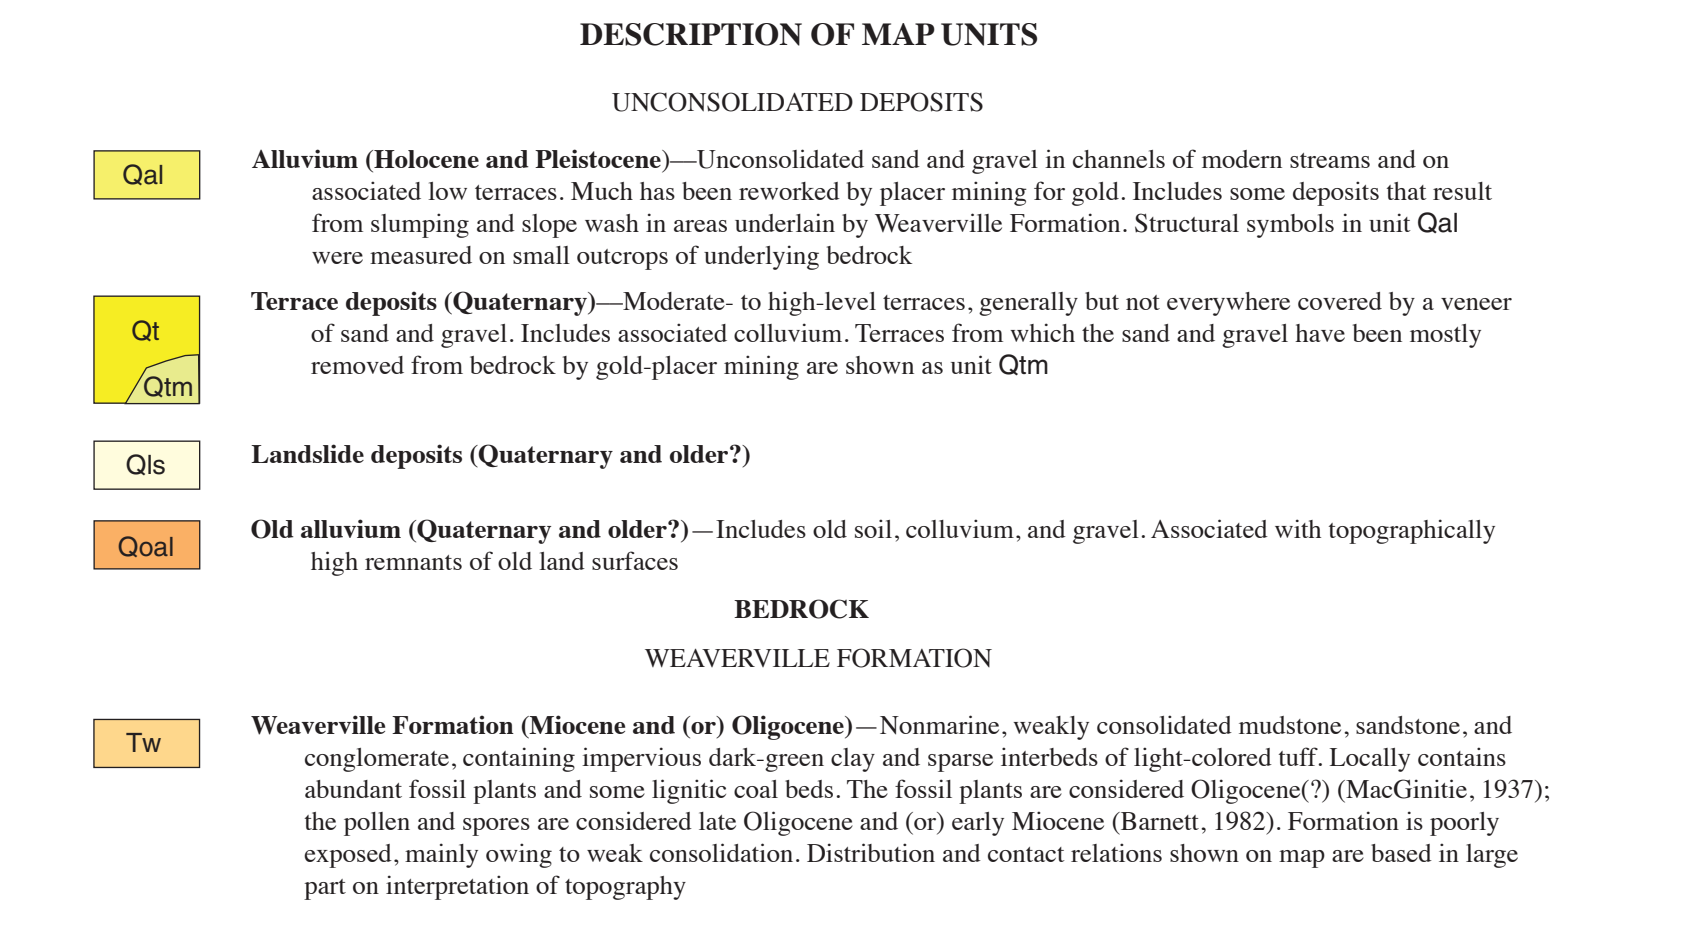 DESCRIPTION OF MAP UNITS
UNCONSOLIDATED DEPOSITS
Qal
Alluvium (Holocene and Pleistocene)—Unconsolidated sand and gravel in channels of modern streams and on
associated low terraces. Much has been reworked by placer mining for gold. Includes some deposits that result
from slumping and slope wash in areas underlain by Weaverville Formation. Structural symbols in unit Qal
were measured on small outcrops of underlying bedrock
Qt
Qtm
Terrace deposits (Quaternary)—Moderate- to high-level terraces, generally but not everywhere covered by a veneer
of sand and gravel. Includes associated colluvium. Terraces from which the sand and gravel have been mostly
removed from bedrock by gold-placer mining are shown as unit Qtm
Qls
Landslide deposits (Quaternary and older?)
Qoal
Old alluvium (Quaternary and older?)—Includes old soil, colluvium, and gravel. Associated with topographically
high remnants of old land surfaces
BEDROCK
WEAVERVILLE FORMATION
Tw
Weaverville Formation (Miocene and (or) Oligocene)—Nonmarine, weakly consolidated mudstone, sandstone, and
conglomerate, containing impervious dark-green clay and sparse interbeds of light-colored tuff. Locally contains
abundant fossil plants and some lignitic coal beds. The fossil plants are considered Oligocene(?) (MacGinitie, 1937);
the pollen and spores are considered late Oligocene and (or) early Miocene (Barnett, 1982). Formation is poorly
exposed, mainly owing to weak consolidation. Distribution and contact relations shown on map are based in large
part on interpretation of topography